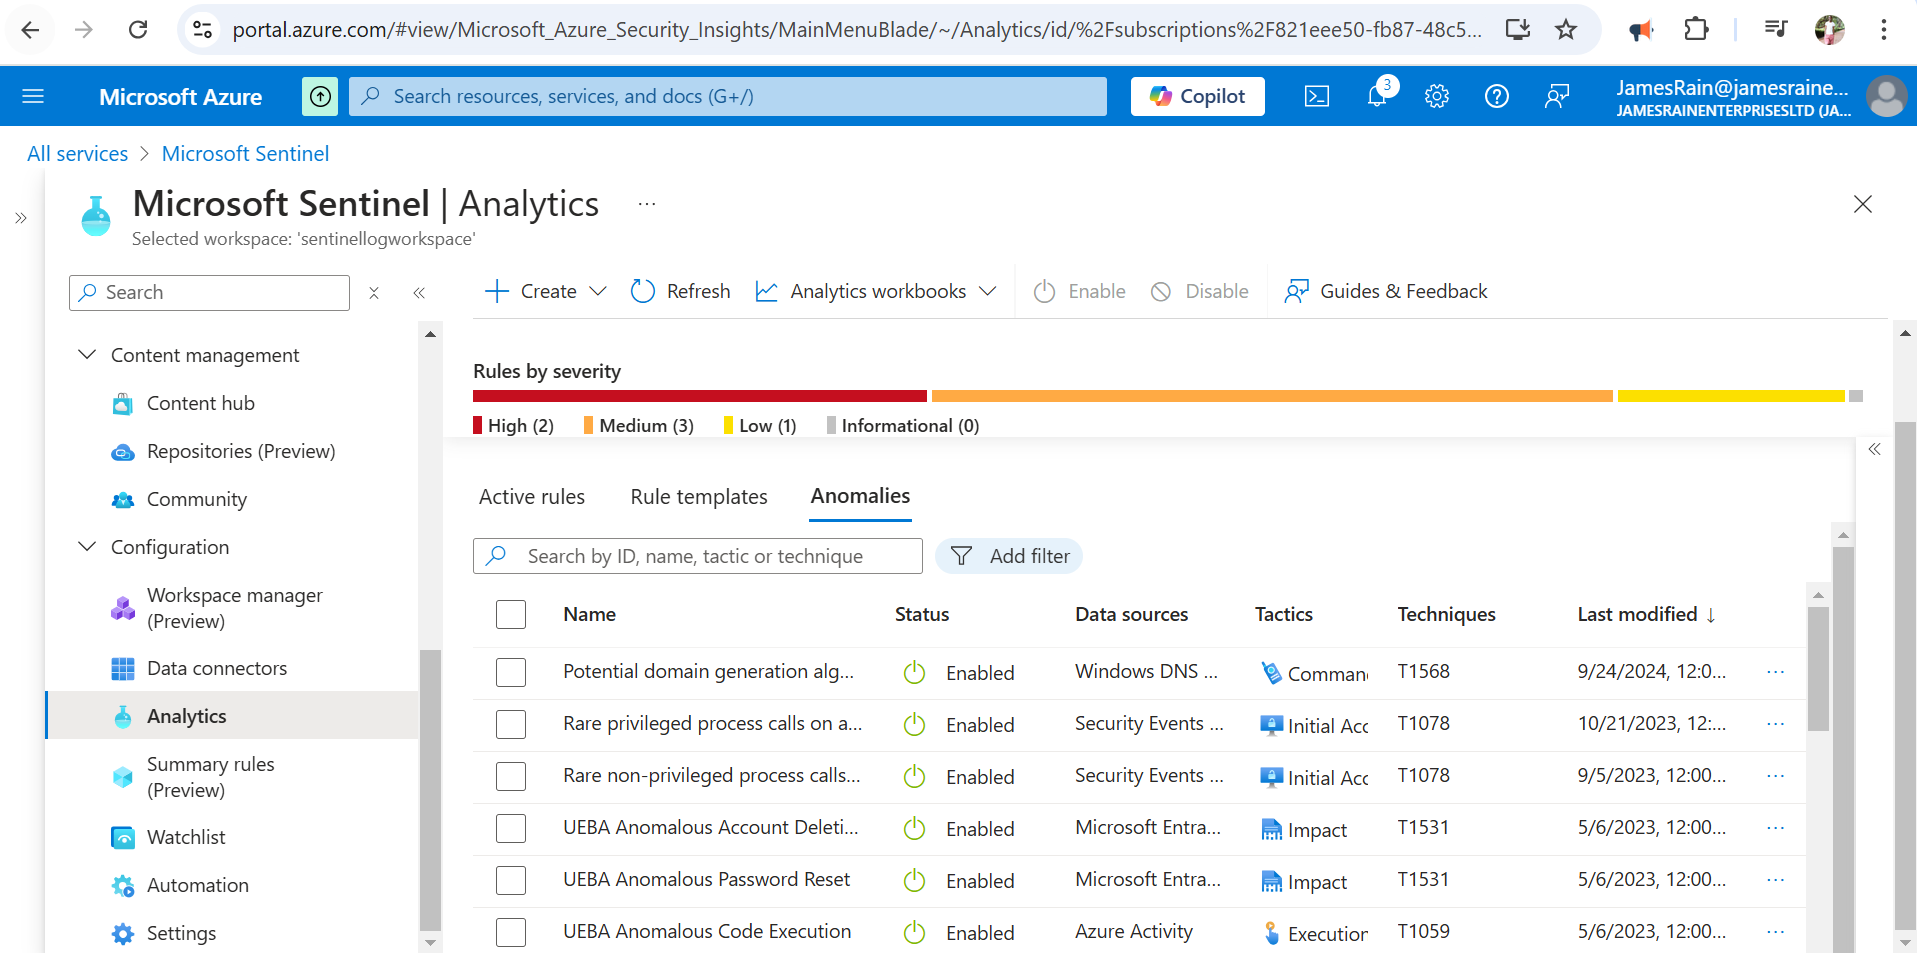 portal.azure.com/#view/Microsoft_Azure_Security_Insights/MainMenuBlade/~/Analytics/id/%2Fsubscriptions%2F821eee50-fb87-48c5...
Microsoft Azure
Search resources, services, and docs (G+/)
Copilot
3
JamesRain@jamesraine...
JAMESRAINENTERPRISESLTD (JA...
All services > Microsoft Sentinel
Microsoft Sentinel | Analytics ...
Selected workspace: 'sentinellogworkspace'
Search
Create
Refresh
Analytics workbooks
Enable
Disable
Guides & Feedback
Content management
Content hub
Repositories (Preview)
Community
Configuration
Workspace manager
(Preview)
Data connectors
Analytics
Summary rules
(Preview)
Watchlist
Automation
Settings
Rules by severity
High (2) Medium (3) Low (1) Informational (0)
Active rules Rule templates Anomalies
Search by ID, name, tactic or technique
Add filter
Name Status Data sources Tactics Techniques Last modified ↓
Potential domain generation alg... Enabled Windows DNS ... Comman T1568 9/24/2024, 12:0... ...
Rare privileged process calls on a... Enabled Security Events ... Initial Acc T1078 10/21/2023, 12:... ...
Rare non-privileged process calls... Enabled Security Events ... Initial Acc T1078 9/5/2023, 12:00... ...
UEBA Anomalous Account Deleti... Enabled Microsoft Entra... Impact T1531 5/6/2023, 12:00... ...
UEBA Anomalous Password Reset Enabled Microsoft Entra... Impact T1531 5/6/2023, 12:00... ...
UEBA Anomalous Code Execution Enabled Azure Activity Execution T1059 5/6/2023, 12:00... ...